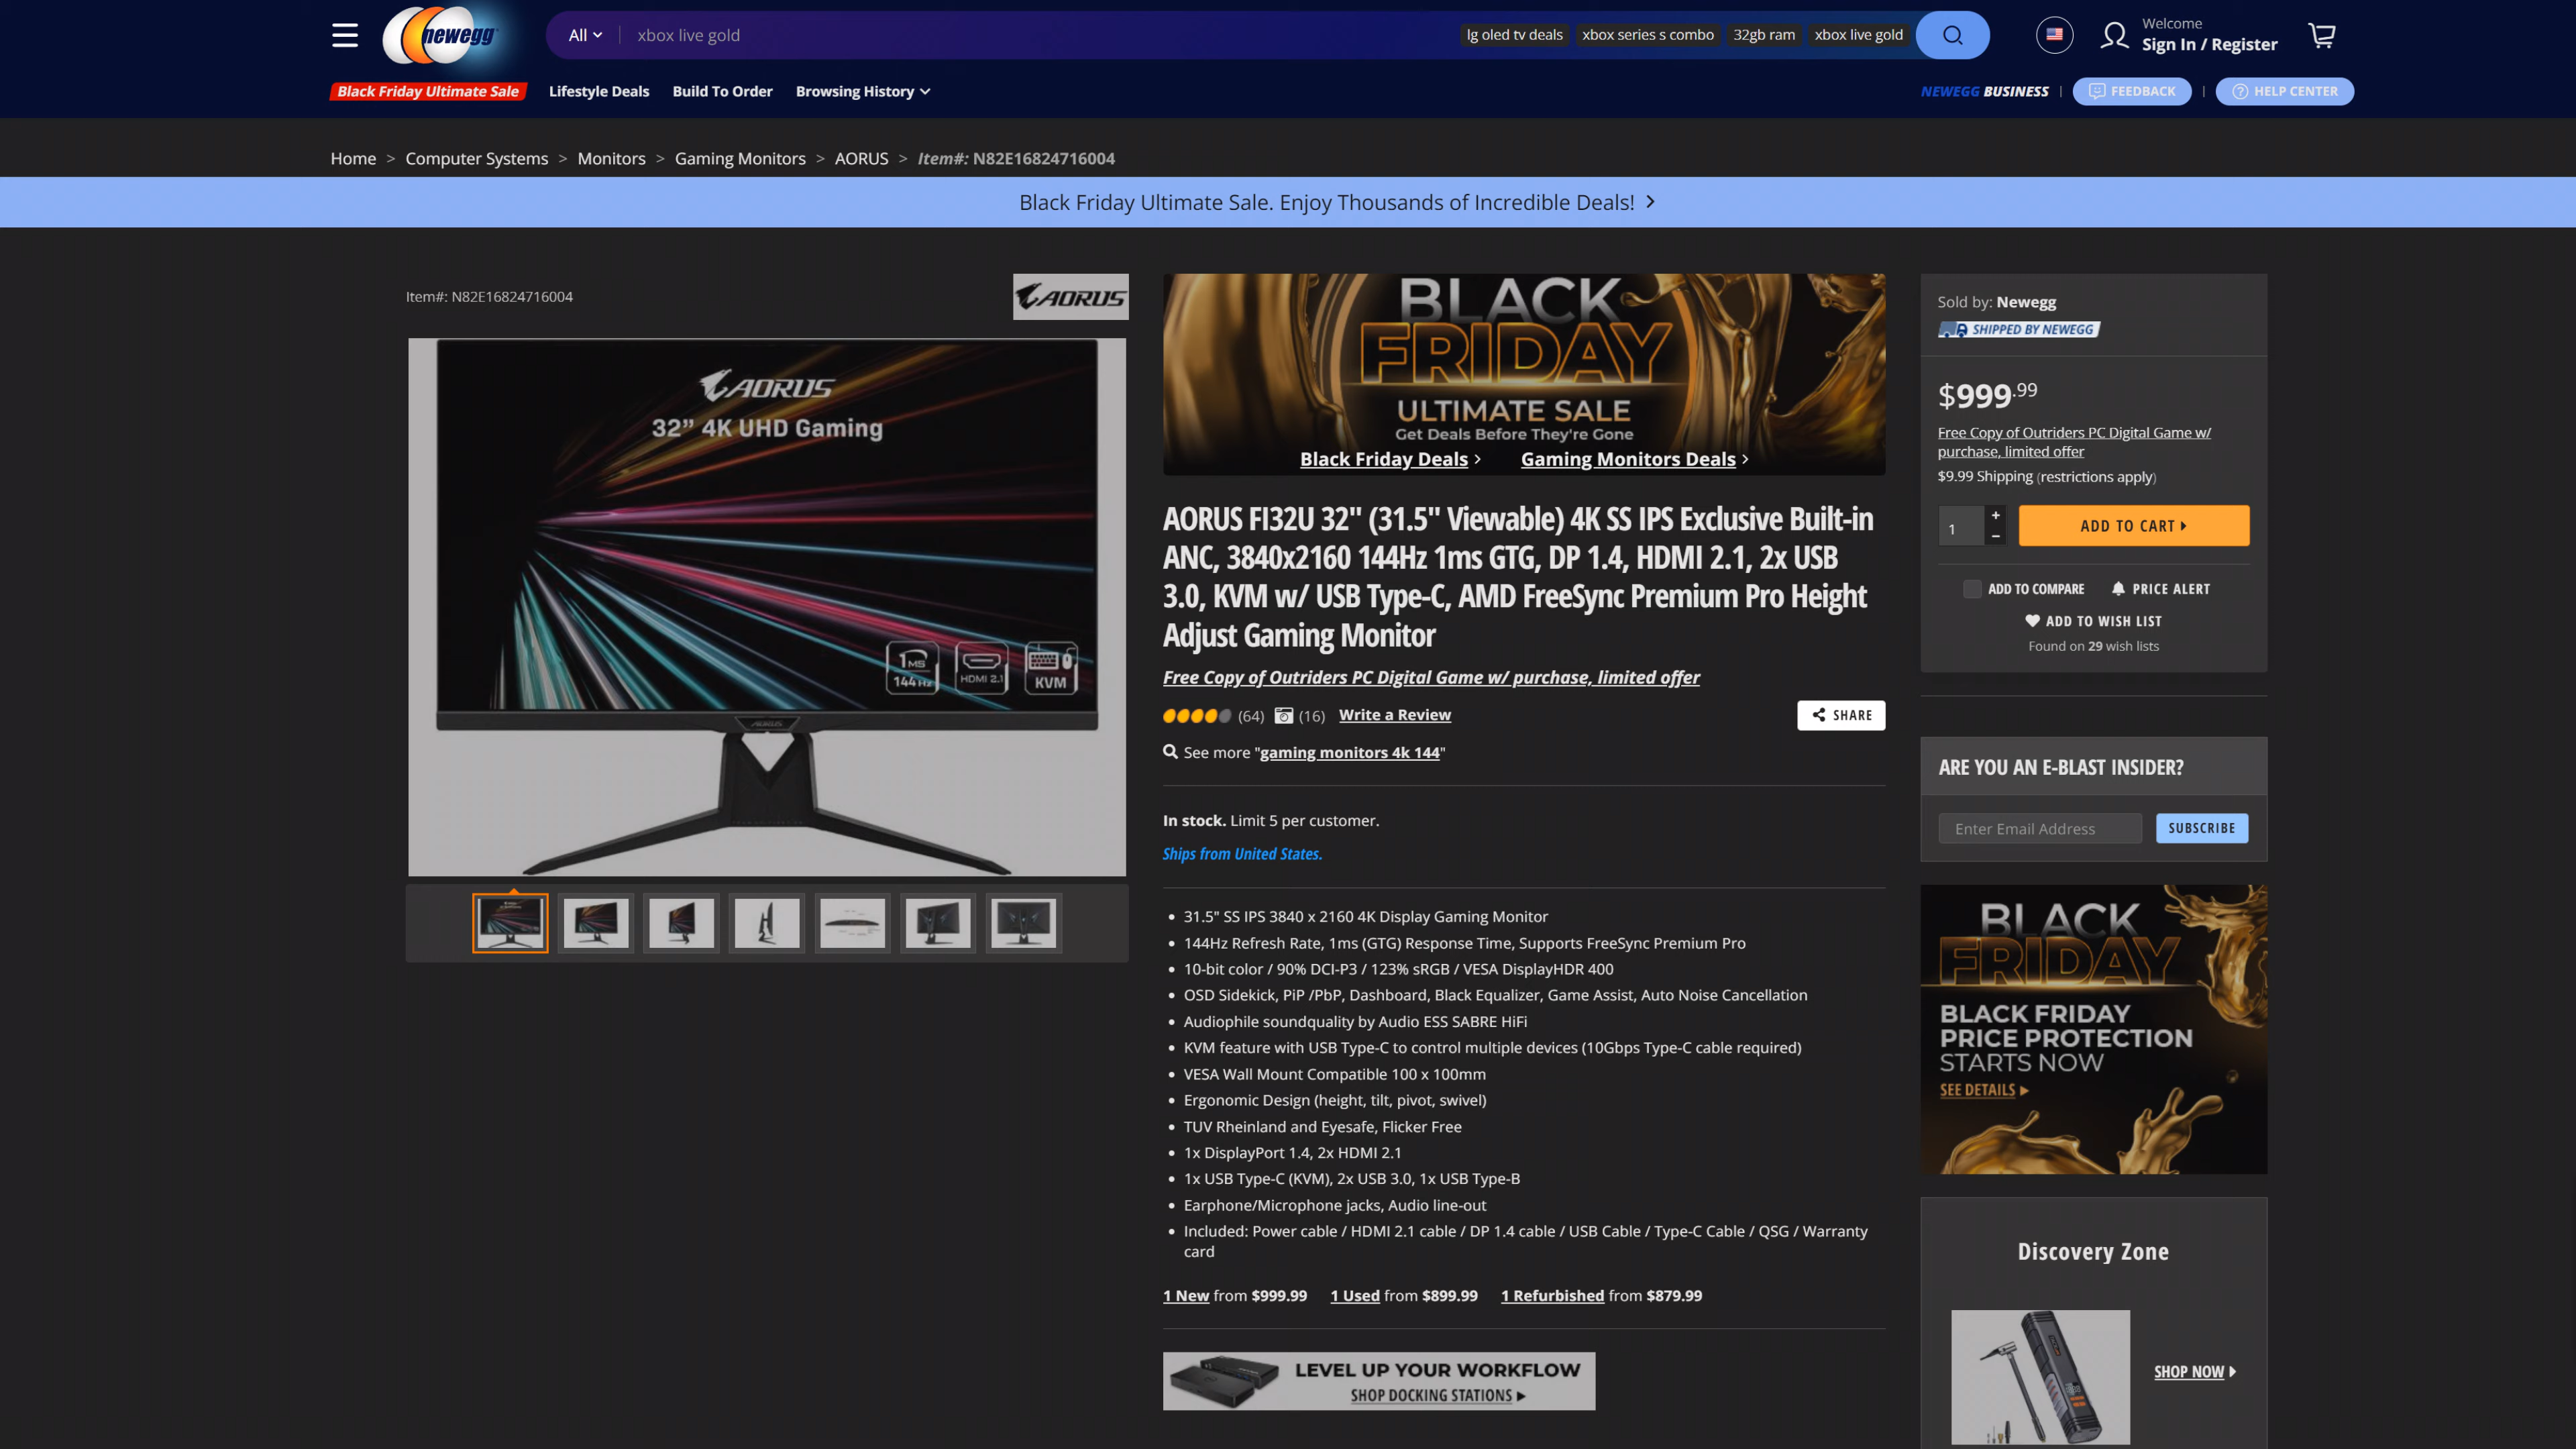 newegg
All
xbox live gold
lg oled tv deals
xbox series s combo
32gb ram
xbox live gold
Welcome
Sign In / Register
Black Friday Ultimate Sale
Lifestyle Deals
Build To Order
Browsing History
NEWEGG BUSINESS
FEEDBACK
HELP CENTER
Home > Computer Systems > Monitors > Gaming Monitors > AORUS > Item#: N82E16824716004
Black Friday Ultimate Sale. Enjoy Thousands of Incredible Deals! >
Item#: N82E16824716004
AORUS
AORUS
32” 4K UHD Gaming
1MS
144Hz
HDMI 2.1
KVM
AORUS
BLACK
FRIDAY
ULTIMATE SALE
Get Deals Before They're Gone
Black Friday Deals >
Gaming Monitors Deals >
AORUS FI32U 32" (31.5" Viewable) 4K SS IPS Exclusive Built-in
ANC, 3840x2160 144Hz 1ms GTG, DP 1.4, HDMI 2.1, 2x USB
3.0, KVM w/ USB Type-C, AMD FreeSync Premium Pro Height
Adjust Gaming Monitor
Free Copy of Outriders PC Digital Game w/ purchase, limited offer
(64) (16) Write a Review
SHARE
See more "gaming monitors 4k 144"
In stock. Limit 5 per customer.
Ships from United States.
• 31.5" SS IPS 3840 x 2160 4K Display Gaming Monitor
• 144Hz Refresh Rate, 1ms (GTG) Response Time, Supports FreeSync Premium Pro
• 10-bit color / 90% DCI-P3 / 123% sRGB / VESA DisplayHDR 400
• OSD Sidekick, PiP /PbP, Dashboard, Black Equalizer, Game Assist, Auto Noise Cancellation
• Audiophile soundquality by Audio ESS SABRE HiFi
• KVM feature with USB Type-C to control multiple devices (10Gbps Type-C cable required)
• VESA Wall Mount Compatible 100 x 100mm
• Ergonomic Design (height, tilt, pivot, swivel)
• TUV Rheinland and Eyesafe, Flicker Free
• 1x DisplayPort 1.4, 2x HDMI 2.1
• 1x USB Type-C (KVM), 2x USB 3.0, 1x USB Type-B
• Earphone/Microphone jacks, Audio line-out
• Included: Power cable / HDMI 2.1 cable / DP 1.4 cable / USB Cable / Type-C Cable / QSG / Warranty
card
1 New from $999.99 1 Used from $899.99 1 Refurbished from $879.99
LEVEL UP YOUR WORKFLOW
SHOP DOCKING STATIONS
Sold by: Newegg
SHIPPED BY NEWEGG
$999.99
Free Copy of Outriders PC Digital Game w/
purchase, limited offer
$9.99 Shipping (restrictions apply)
1
+
−
ADD TO CART
ADD TO COMPARE
PRICE ALERT
ADD TO WISH LIST
Found on 29 wish lists
ARE YOU AN E-BLAST INSIDER?
Enter Email Address
SUBSCRIBE
BLACK
FRIDAY
BLACK FRIDAY
PRICE PROTECTION
STARTS NOW
SEE DETAILS
Discovery Zone
SHOP NOW